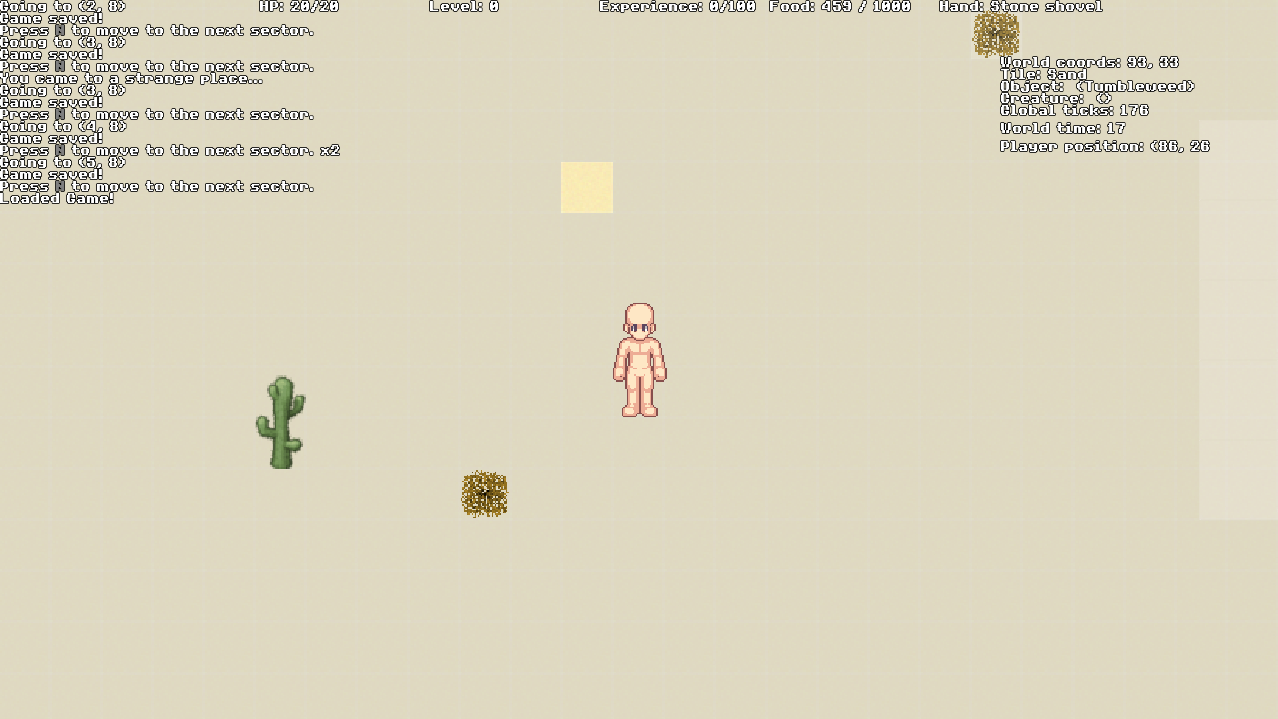 Going to (2, 8)
HP: 20/20 Level: 0 Experience: 0/100 Food: 459 / 1000 Hand: Stone shovel
Game saved!
Press N to move to the next sector.
Going to (3, 8)
Game saved!
Press N to move to the next sector.
You came to a strange place...
Going to (3, 8)
Game saved!
Press N to move to the next sector.
Going to (4, 8)
Game saved!
Press N to move to the next sector. x2
Going to (5, 8)
Game saved!
Press N to move to the next sector.
Loaded Game!
World coords: 93, 33
Tile: Sand
Object: (Tumbleweed)
Creature: ()
Global ticks: 176
World time: 17
Player position: (86, 26